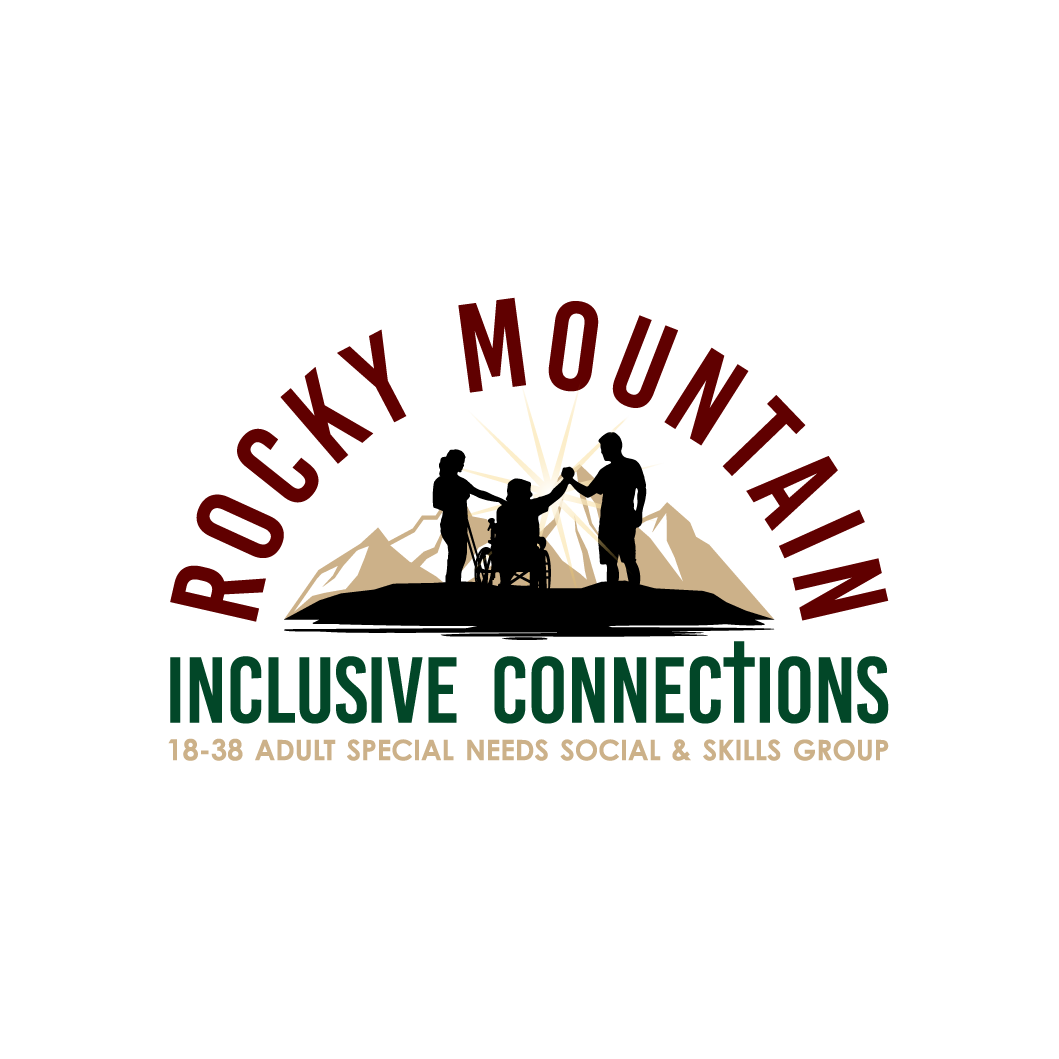 ROCKY MOUNTAIN
INCLUSIVE CONNECTIONS
18-38 ADULT SPECIAL NEEDS SOCIAL & SKILLS GROUP